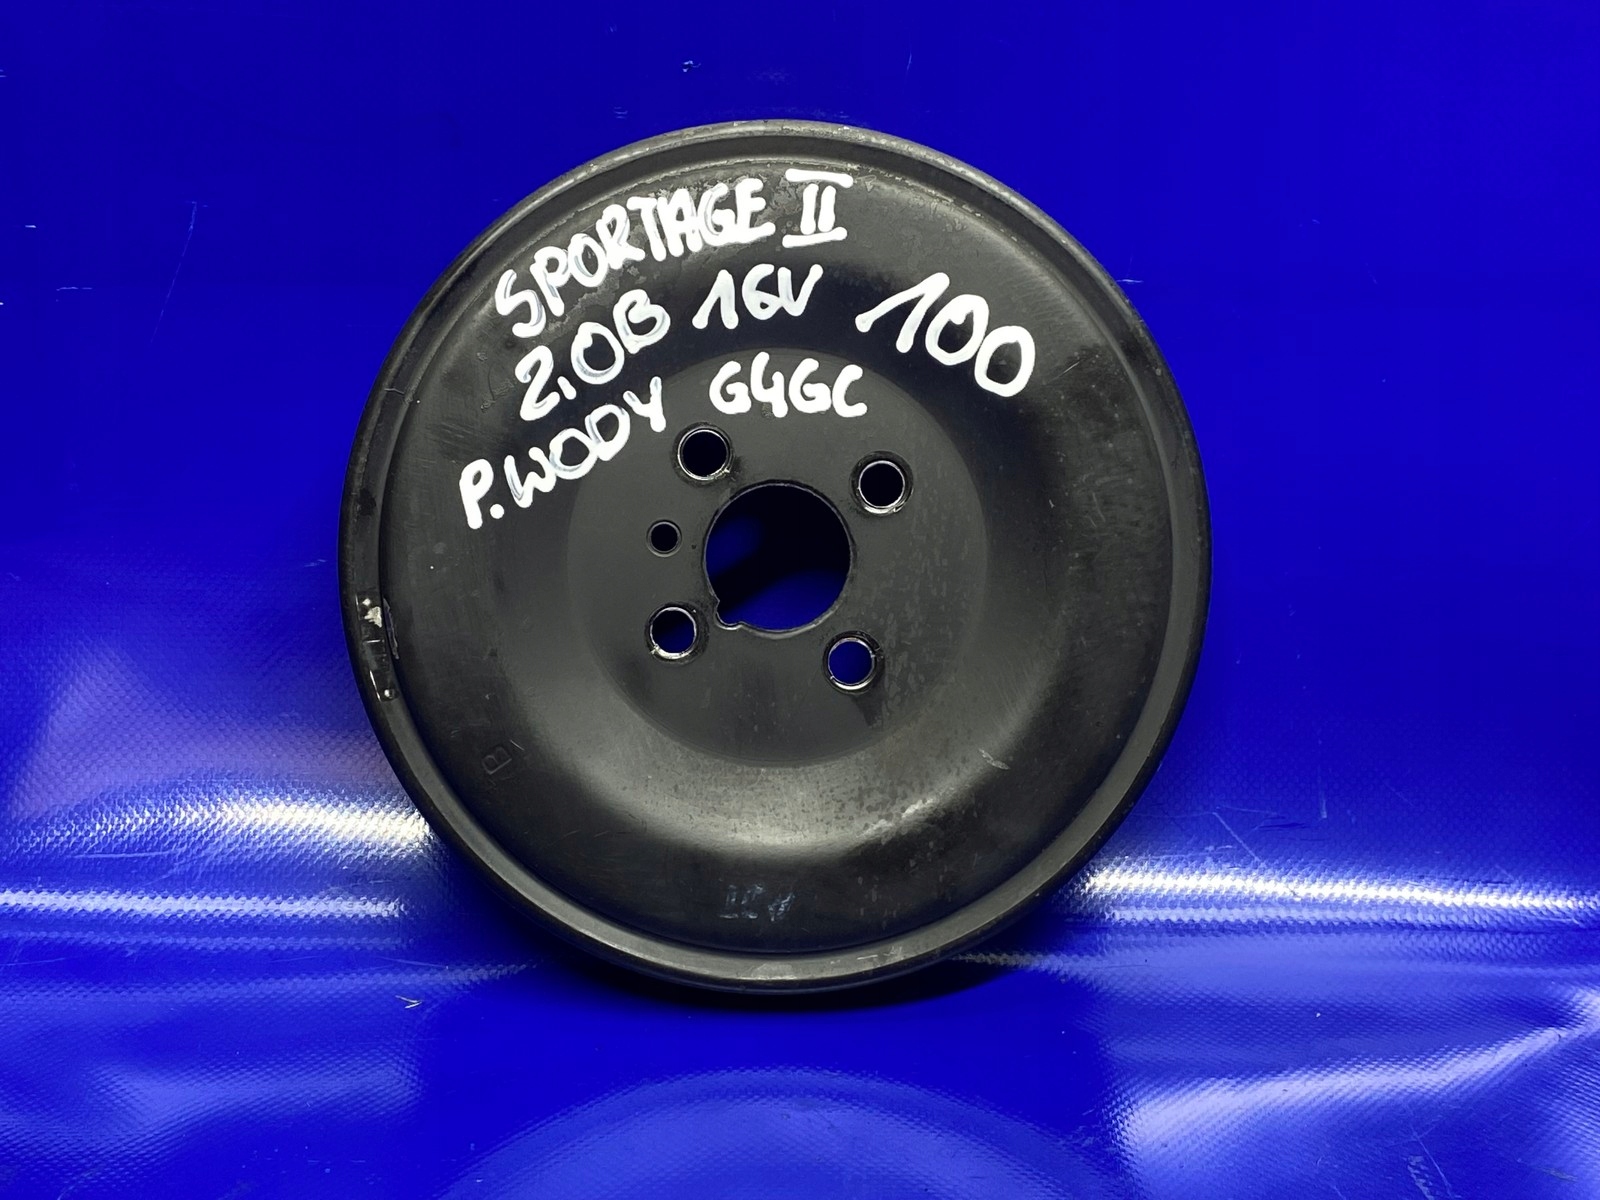 SPORTAGE II
2.0B 16V 100
P.WODY G4GC
B